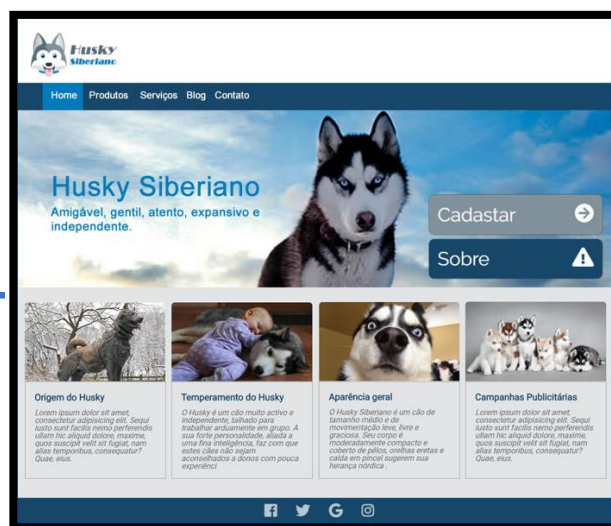 Husky
Siberiano
Home Produtos Serviços Blog Contato
Husky Siberiano
Amigável, gentil, atento, expansivo e
independente.
Cadastar
Sobre
Origem do Husky
Lorem ipsum dolor sit amet,
consectetur adipisicing elit. Sequi
iusto sunt facilis nemo perferendis
ullam hic aliquid dolore, maxime,
quos suscipit velit sit fugiat, nam
alias temporibus, consequatur?
Quae, eius.
Temperamento do Husky
O Husky é um cão muito activo e
independente, talhado para
trabalhar arduamente em grupo. A
sua forte personalidade, aliada a
uma fina inteligência, faz com que
estes cães não sejam
aconselhados a donos com pouca
experiênci
Aparência geral
O Husky Siberiano é um cão de
tamanho médio e de
movimentação leve, livre e
graciosa. Seu corpo é
moderadamente compacto e
coberto de pêlos, orelhas eretas e
caída em pincel sugerem sua
herança nórdica .
Campanhas Publicitárias
Lorem ipsum dolor sit amet,
consectetur adipisicing elit. Sequi
iusto sunt facilis nemo perferendis
ullam hic aliquid dolore, maxime,
quos suscipit velit sit fugiat, nam
alias temporibus, consequatur?
Quae, eius.